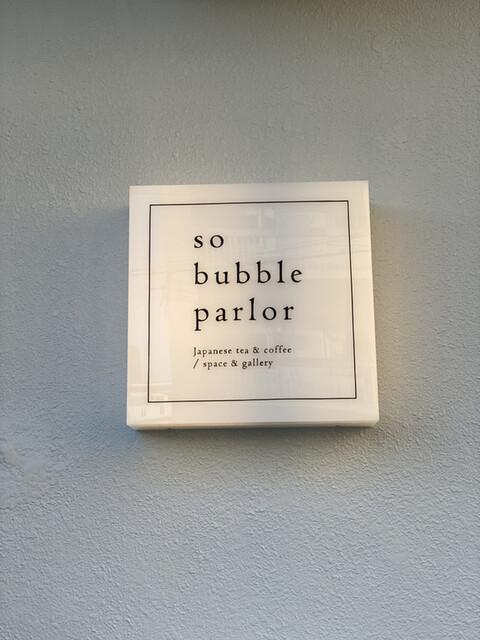 so
bubble
parlor
Japanese tea & coffee
/ space & gallery